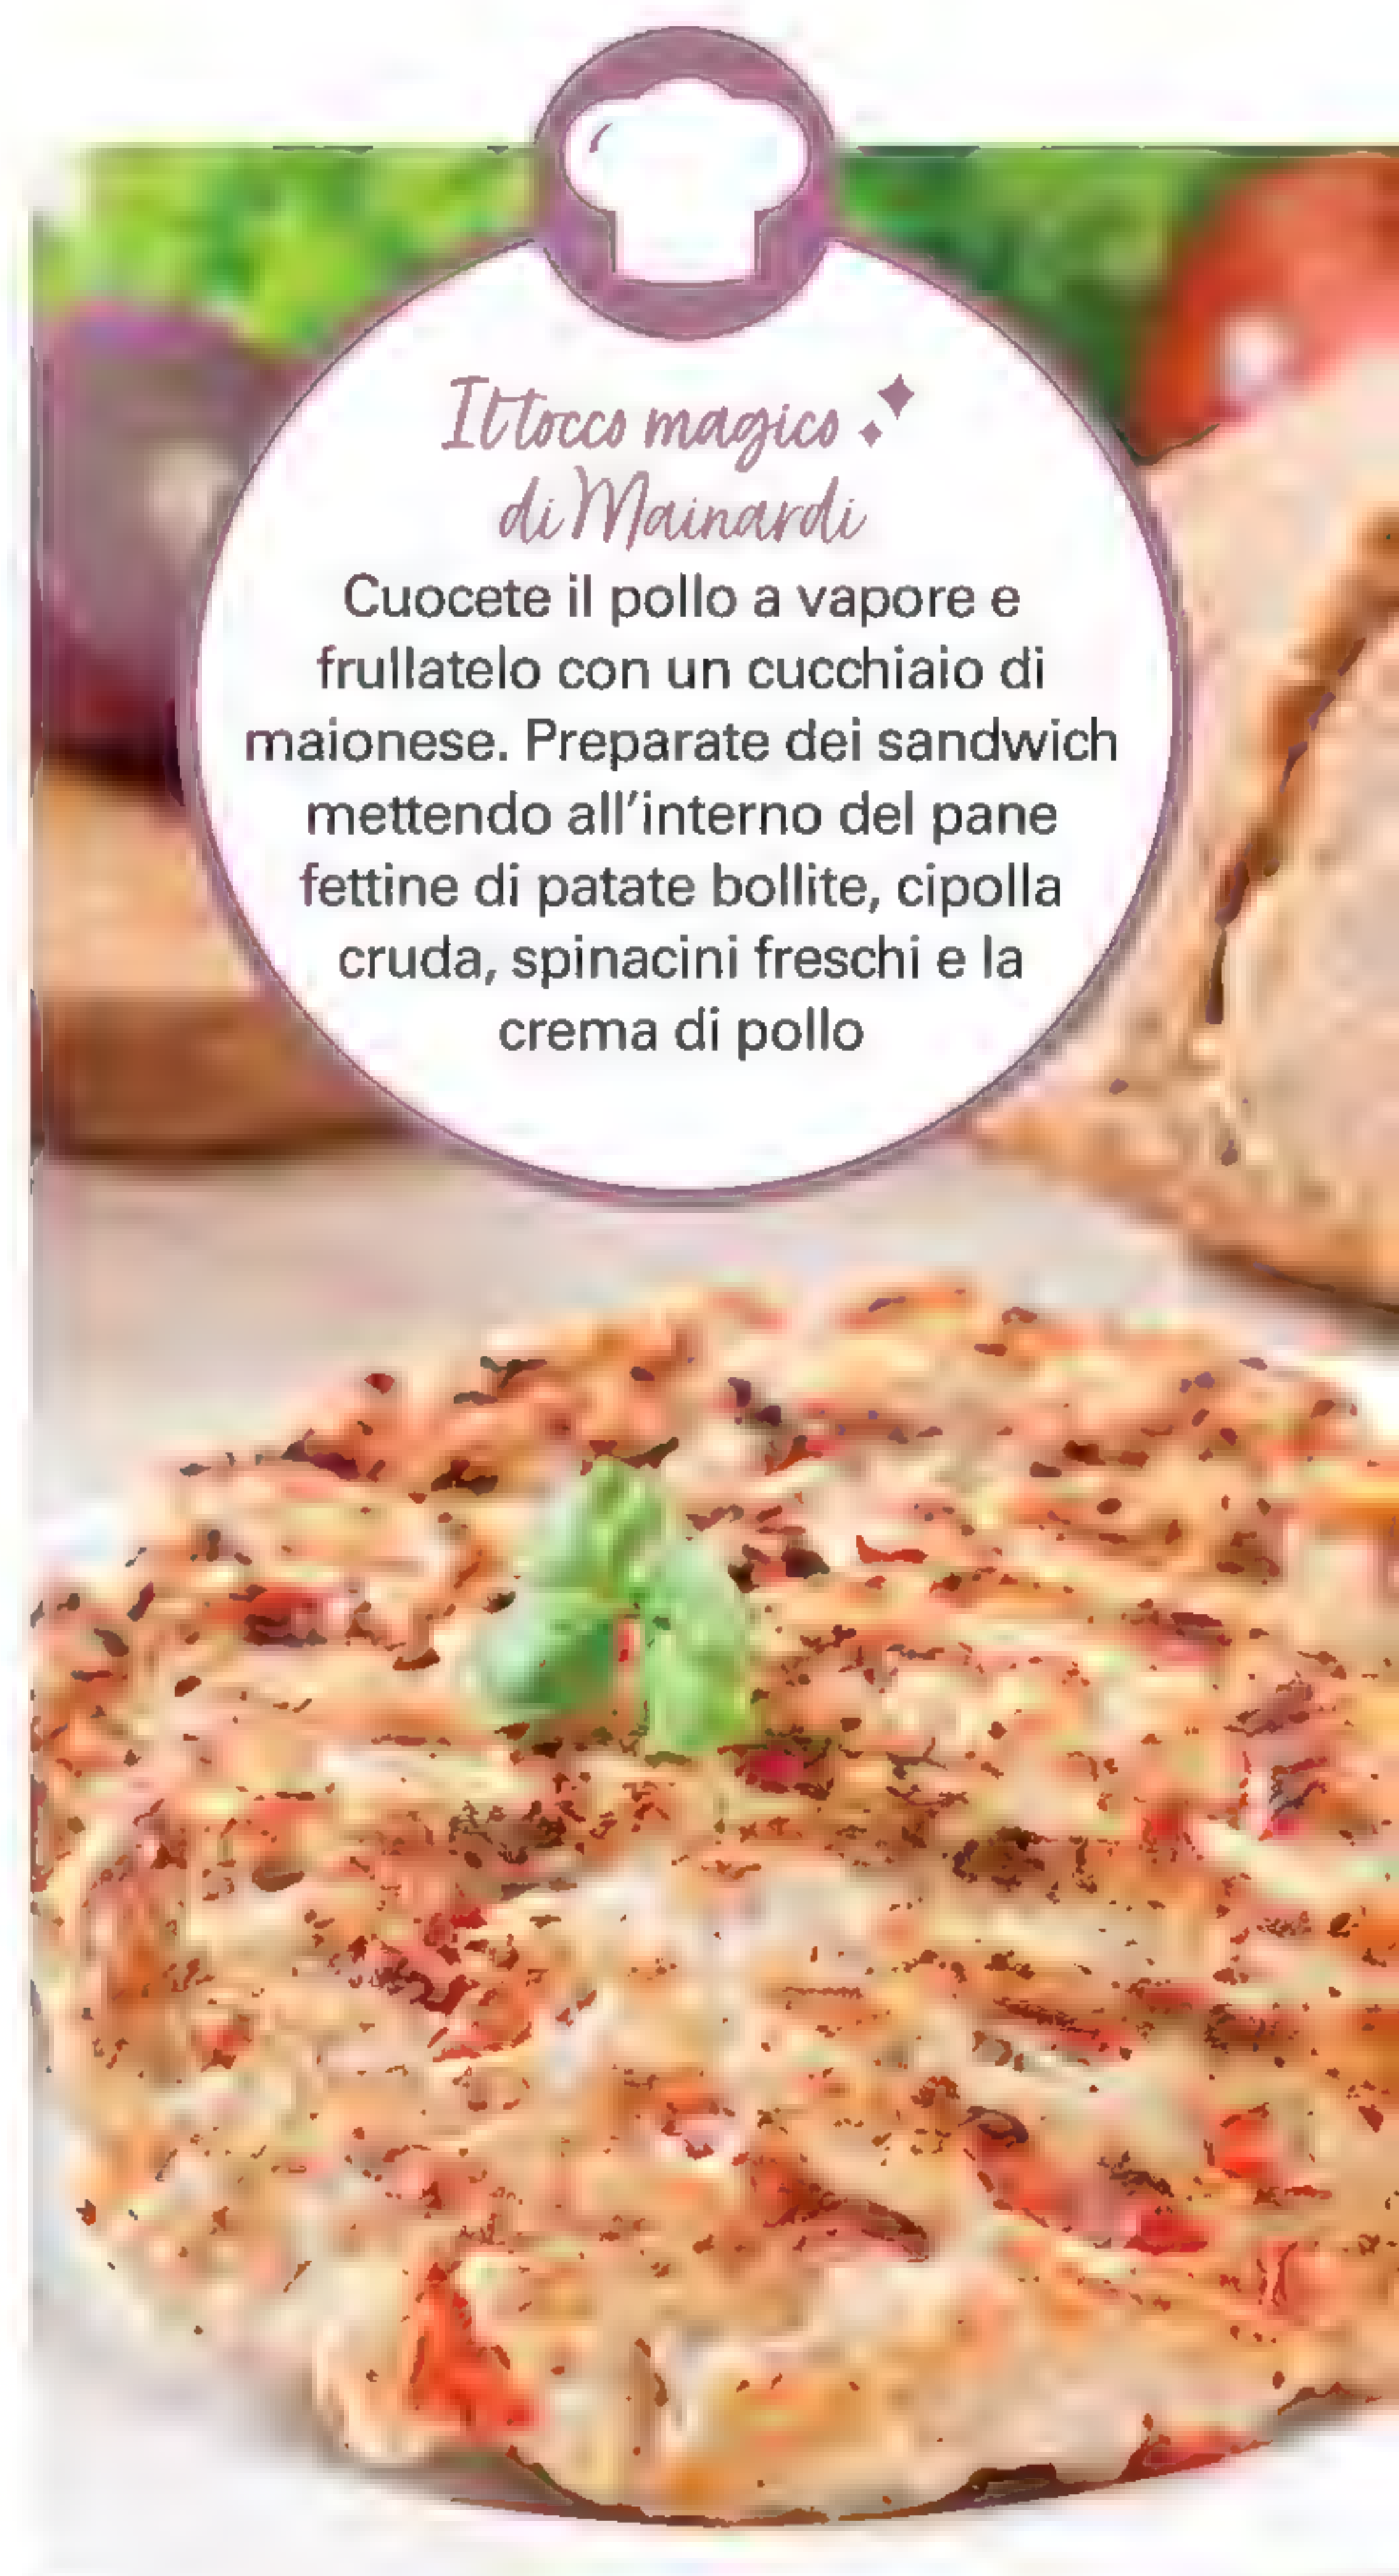 Il tocco magico
di Mainardi
Cuocete il pollo a vapore e
frullatelo con un cucchiaio di
maionese. Preparate dei sandwich
mettendo all'interno del pane
fettine di patate bollite, cipolla
cruda, spinacini freschi e la
crema di pollo